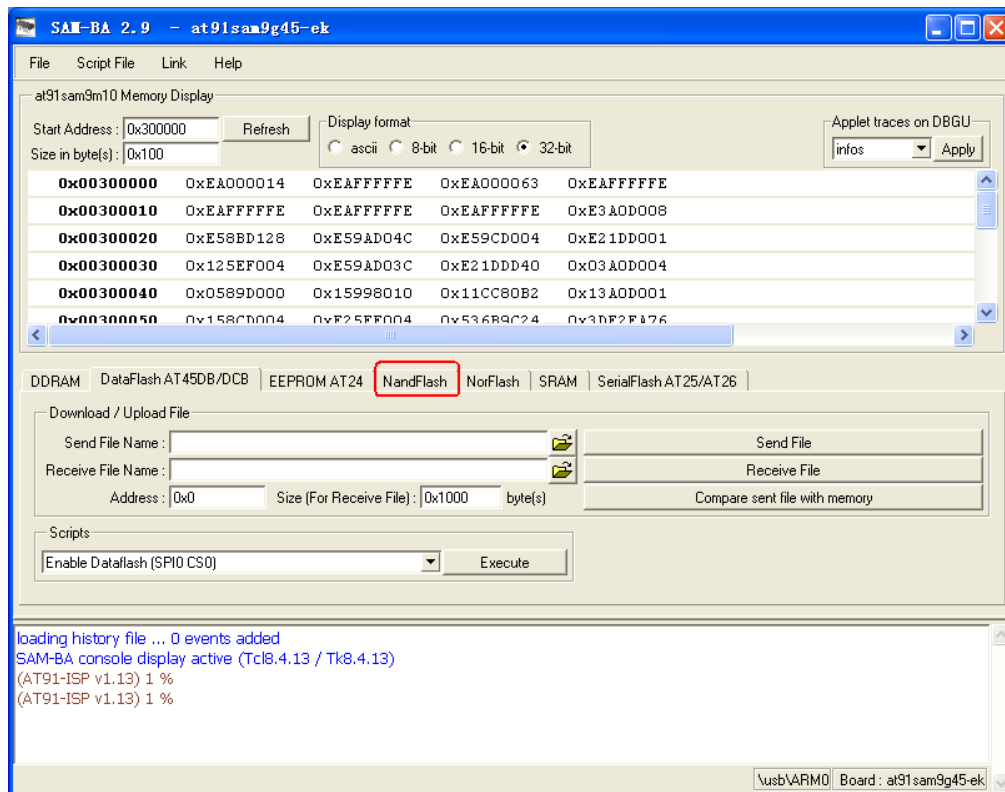 SAM-BA 2.9 - at91sam9g45-ek
File Script File Link Help
at91sam9m10 Memory Display
Start Address : 0x300000 Refresh
Size in byte(s) : 0x100
Display format
ascii 8-bit 16-bit 32-bit
Applet traces on DBGU
infos Apply
0x00300000 0xEA000014 0xEAFFFFFE 0xEA000063 0xEAFFFFFE
0x00300010 0xEAFFFFFE 0xEAFFFFFE 0xEAFFFFFE 0xE3A0D008
0x00300020 0xE58BD128 0xE59AD04C 0xE59CD004 0xE21DD001
0x00300030 0x125EF004 0xE59AD03C 0xE21DDD40 0x03A0D004
0x00300040 0x0589D000 0x15998010 0x11CC80B2 0x13A0D001
0x00300050 0x158CD004 0xE25EF004 0x536B9C24 0x3DF2FA76
DDRAM DataFlash AT45DB/DCB EEPROM AT24 NandFlash NorFlash SRAM SerialFlash AT25/AT26
Download / Upload File
Send File Name : Send File
Receive File Name : Receive File
Address : 0x0 Size (For Receive File) : 0x1000 byte(s) Compare sent file with memory
Scripts
Enable Dataflash (SPI0 CS0) Execute
loading history file ... 0 events added
SAM-BA console display active (Tcl8.4.13 / Tk8.4.13)
(AT91-ISP v1.13) 1 %
(AT91-ISP v1.13) 1 %
\usb\ARM0 Board : at91sam9g45-ek